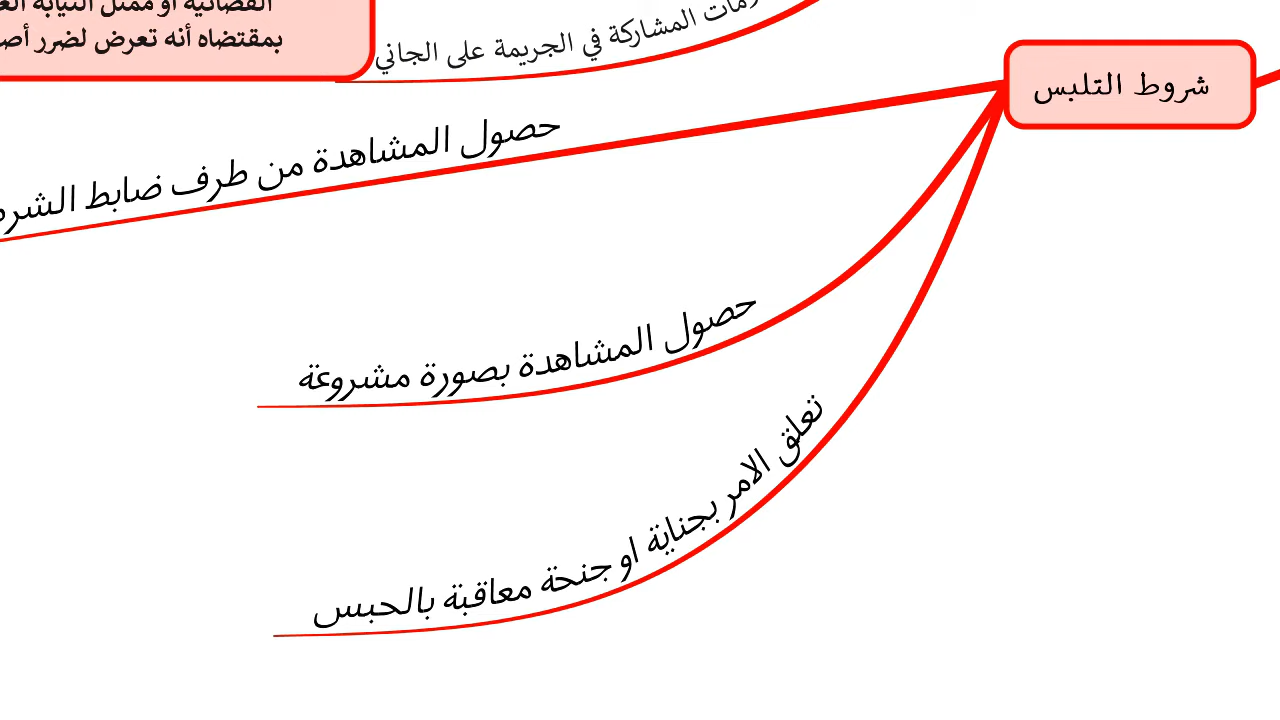 بمقتضاه أنه تعرض لضرر
المشاركة في الجريمة على الجاني
شروط التلبس
حصول المشاهدة من طرف ضابط
حصول المشاهدة بصورة مشروعة
تعلق الامر بجناية او جنحة معاقبة بالحبس